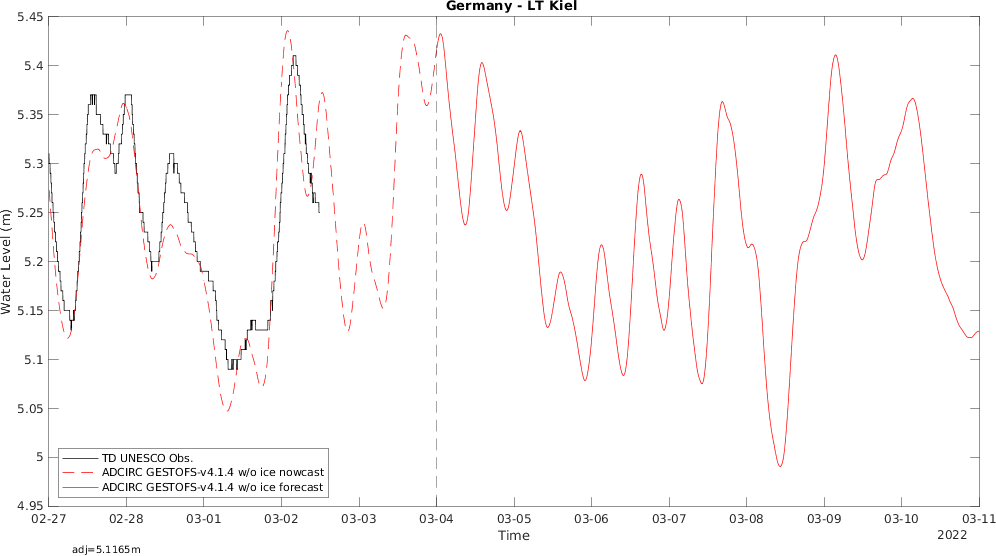 Germany - LT Kiel
5.45
5.4
5.35
5.3
5.25
5.2
5.15
5.1
5.05
5
4.95
Water Level (m)
TD UNESCO Obs.
ADCIRC GESTOFS-v4.1.4 w/o ice nowcast
ADCIRC GESTOFS-v4.1.4 w/o ice forecast
02-27 02-28 03-01 03-02 03-03 03-04 03-05 03-06 03-07 03-08 03-09 03-10 03-11
Time
2022
adj=5.1165m